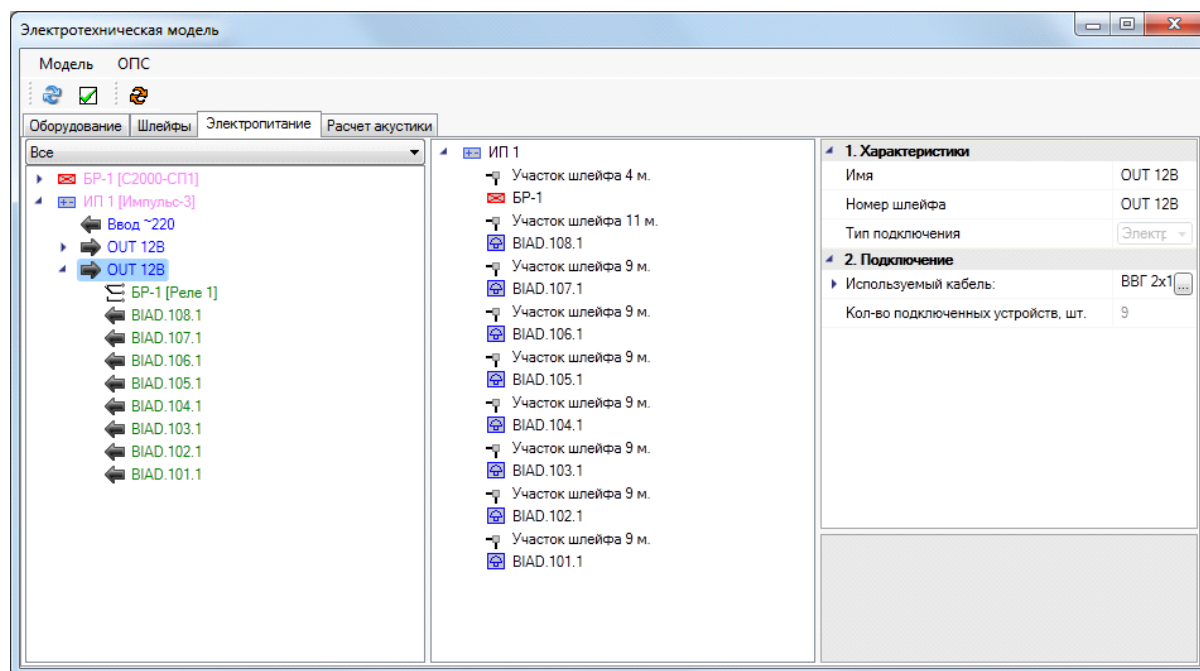 Электротехническая модель
Модель ОПС
Оборудование Шлейфы Электропитание Расчет акустики
Все
БР-1 [С2000-СП1]
ИП 1 [Импульс-3]
Ввод ~220
OUT 12В
OUT 12В
БР-1 [Реле 1]
BIAD.108.1
BIAD.107.1
BIAD.106.1
BIAD.105.1
BIAD.104.1
BIAD.103.1
BIAD.102.1
BIAD.101.1
ИП 1
Участок шлейфа 4 м.
БР-1
Участок шлейфа 11 м.
BIAD.108.1
Участок шлейфа 9 м.
BIAD.107.1
Участок шлейфа 9 м.
BIAD.106.1
Участок шлейфа 9 м.
BIAD.105.1
Участок шлейфа 9 м.
BIAD.104.1
Участок шлейфа 9 м.
BIAD.103.1
Участок шлейфа 9 м.
BIAD.102.1
Участок шлейфа 9 м.
BIAD.101.1
1. Характеристики
Имя OUT 12В
Номер шлейфа OUT 12В
Тип подключения Электр
2. Подключение
Используемый кабель: ВВГ 2х1 ...
Кол-во подключенных устройств, шт. 9